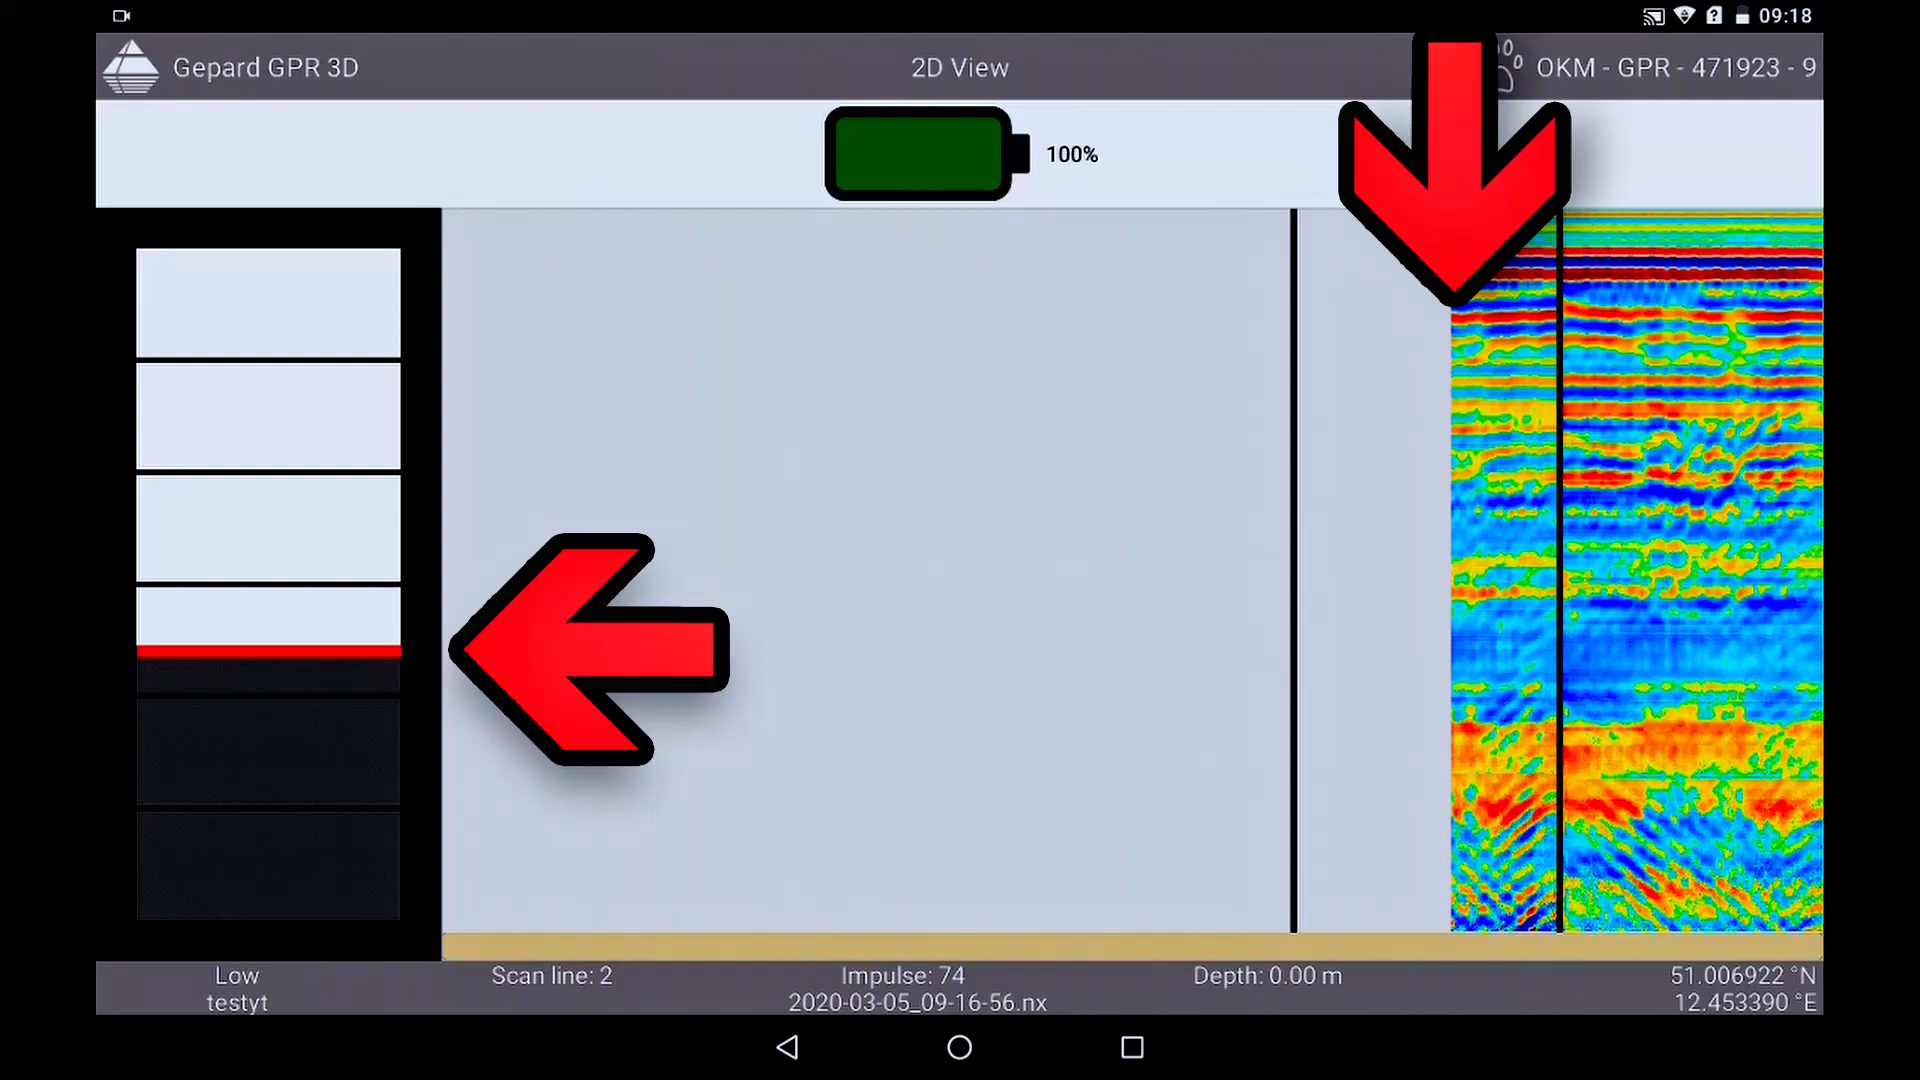 09:18
Gepard GPR 3D
2D View
OKM - GPR - 471923 - 9
100%
Low
Scan line: 2
Impulse: 74
Depth: 0.00 m
51.006922 °N
testyt
2020-03-05_09-16-56.nx
12.453390 °E